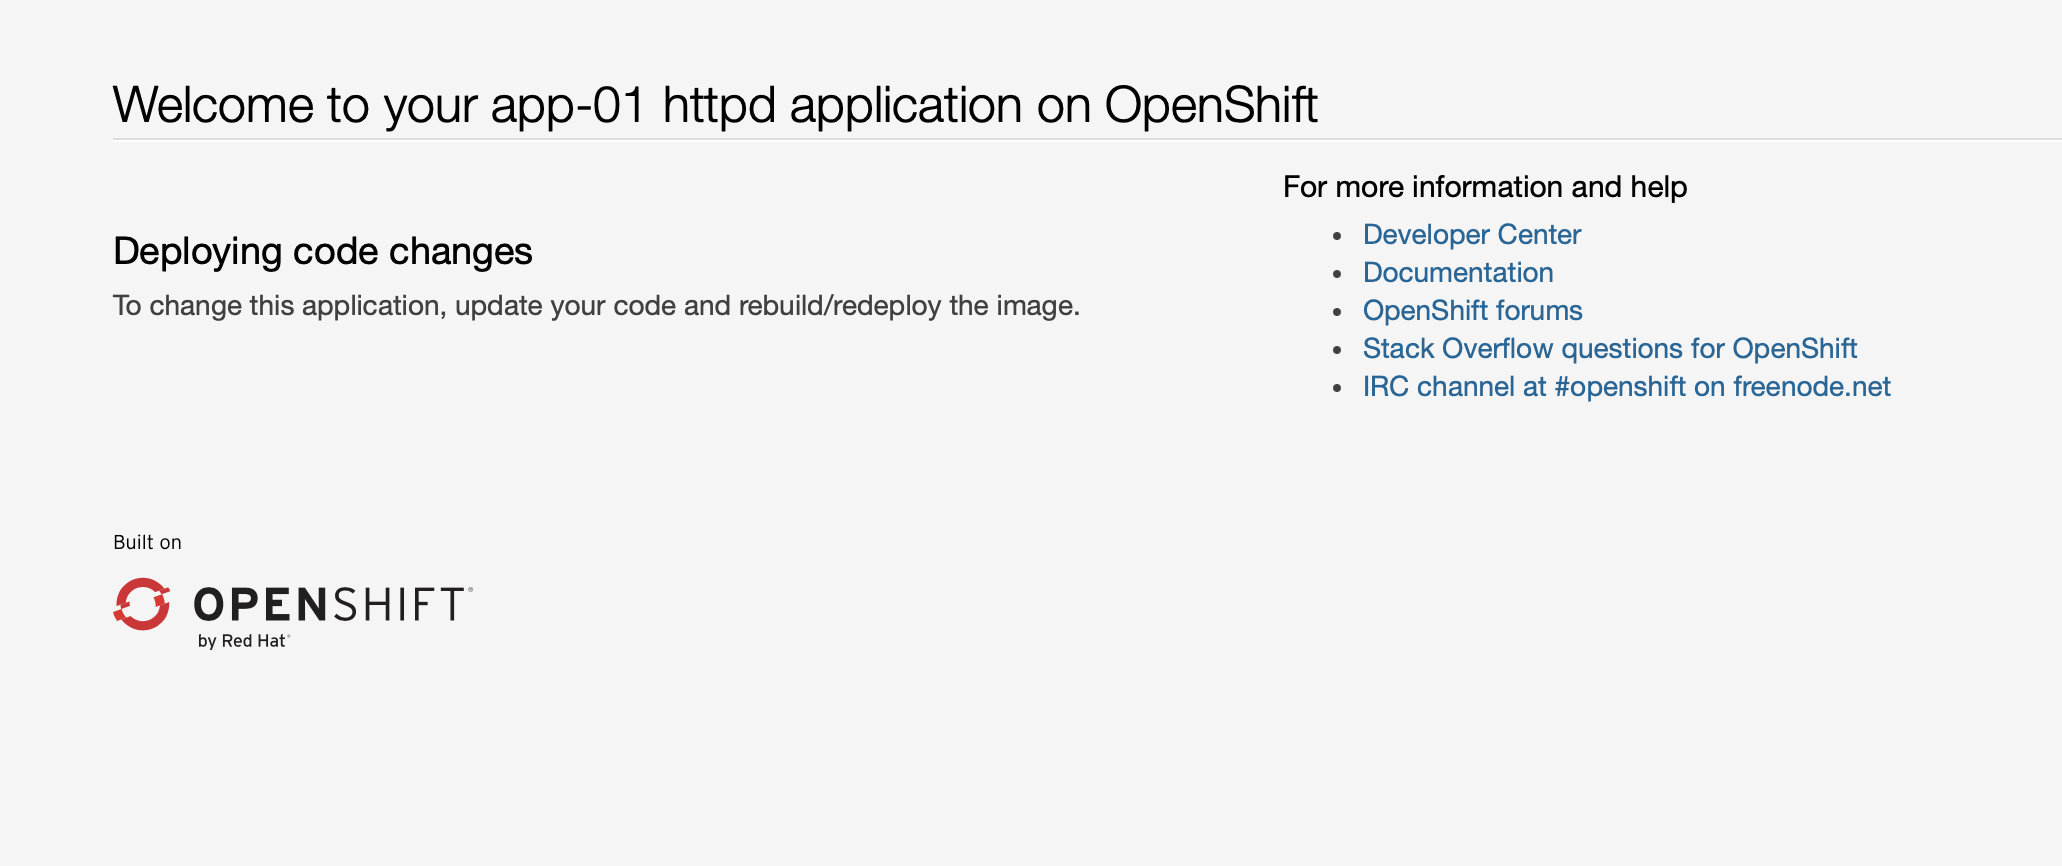 Welcome to your app-01 httpd application on OpenShift
Deploying code changes
To change this application, update your code and rebuild/redeploy the image.
For more information and help
Developer Center
Documentation
OpenShift forums
Stack Overflow questions for OpenShift
IRC channel at #openshift on freenode.net
Built on
OPENSHIFT®
by Red Hat®